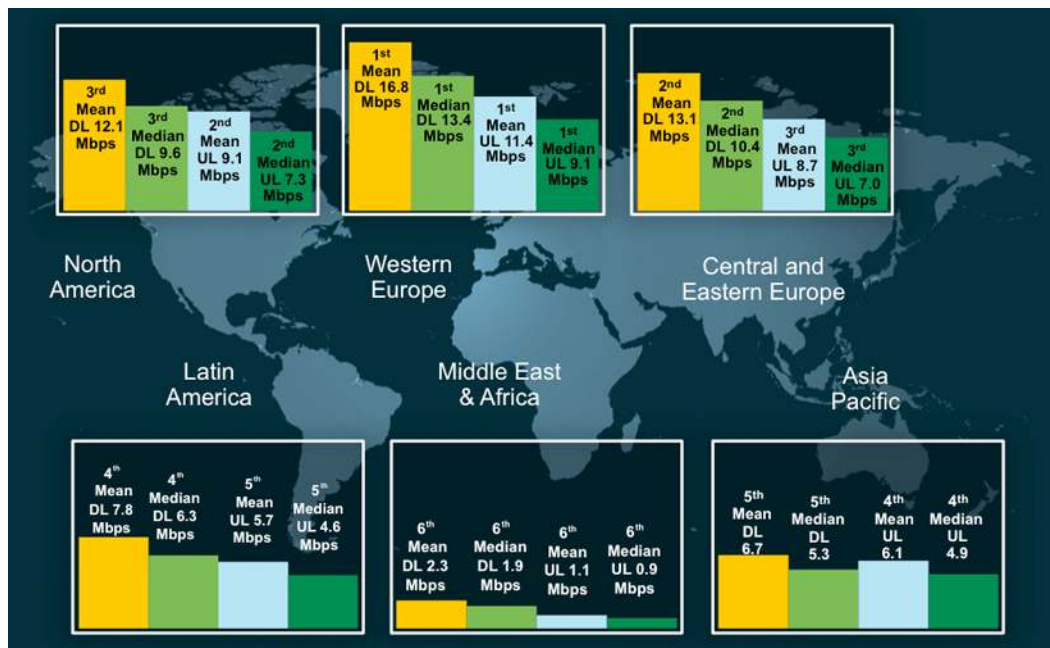 3rd
Mean
DL 12.1
Mbps
3rd
Median
DL 9.6
Mbps
2nd
Mean
UL 9.1
Mbps
2nd
Median
UL 7.3
Mbps
1st
Mean
DL 16.8
Mbps
1st
Median
DL 13.4
Mbps
1st
Mean
UL 11.4
Mbps
1st
Median
UL 9.1
Mbps
2nd
Mean
DL 13.1
Mbps
2nd
Median
DL 10.4
Mbps
3rd
Mean
UL 8.7
Mbps
3rd
Median
UL 7.0
Mbps
North
America
Western
Europe
Central and
Eastern Europe
Latin
America
Middle East
& Africa
Asia
Pacific
4th
Mean
DL 7.8
Mbps
4th
Median
DL 6.3
Mbps
5th
Mean
UL 5.7
Mbps
5th
Median
UL 4.6
Mbps
6th
Mean
DL 2.3
Mbps
6th
Median
DL 1.9
Mbps
6th
Mean
UL 1.1
Mbps
6th
Median
UL 0.9
Mbps
5th
Mean
DL
6.7
5th
Median
DL
5.3
4th
Mean
UL
6.1
4th
Median
UL
4.9